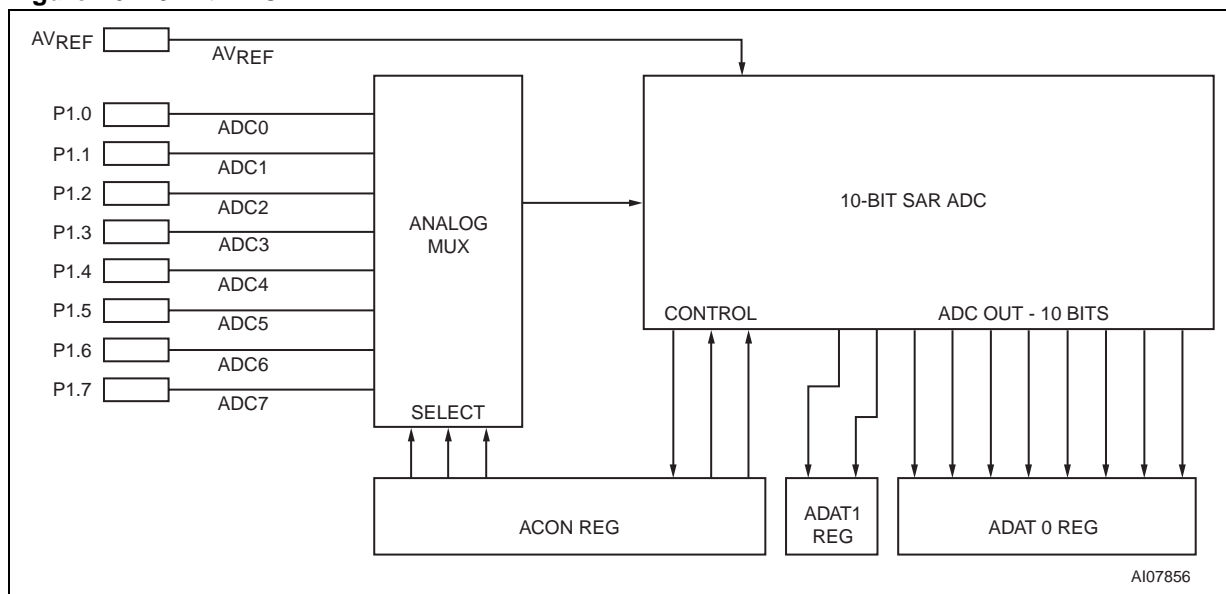 AVREF
AVREF
P1.0
ADC0
P1.1
ADC1
P1.2
ADC2
P1.3
ADC3
P1.4
ADC4
P1.5
ADC5
P1.6
ADC6
P1.7
ADC7
ANALOG
MUX
SELECT
10-BIT SAR ADC
CONTROL
ADC OUT - 10 BITS
ACON REG
ADAT1
REG
ADAT 0 REG
AI07856